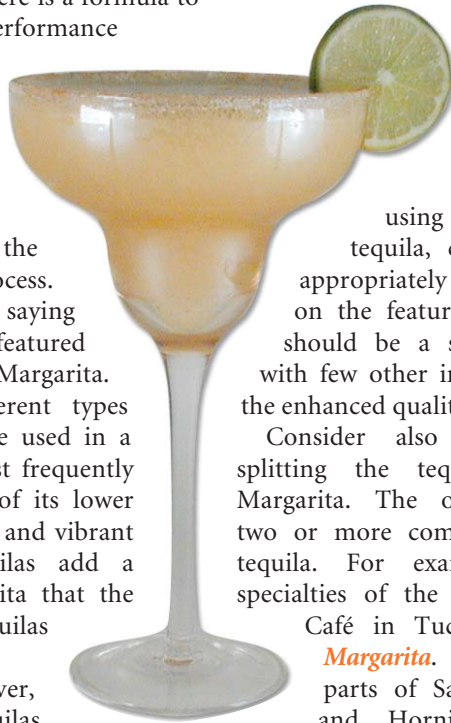 ere is a formula to
erformance
the
ocess.
saying
featured
Margarita.
erent types
e used in a
st frequently
of its lower
and vibrant
uilas add a
ita that the
uilas
ver,
uilas
using
tequila,
appropriately
on the featur
should be a s
with few other in
the enhanced qualit
Consider also
splitting the teq
Margarita. The o
two or more com
tequila. For exa
specialties of the
Café in Tuc
Margarita.
parts of Sa
and Horni